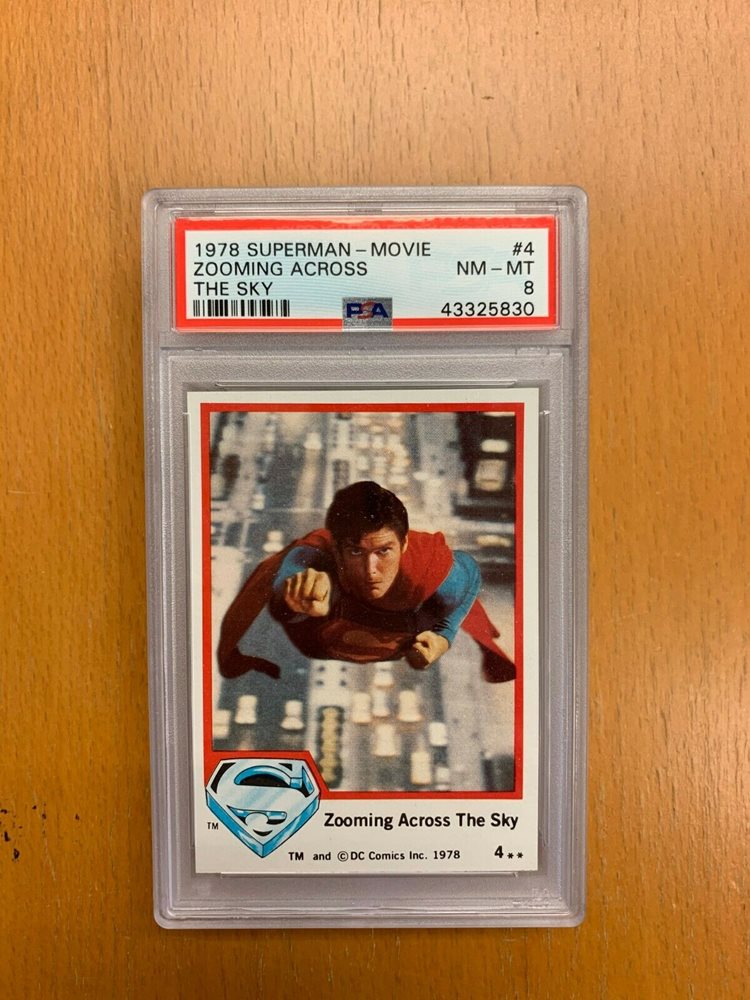 1978 SUPERMAN – MOVIE #4
ZOOMING ACROSS NM – MT
THE SKY 8
PSA 43325830
S
TM Zooming Across The Sky
TM and © DC Comics Inc. 1978 4**